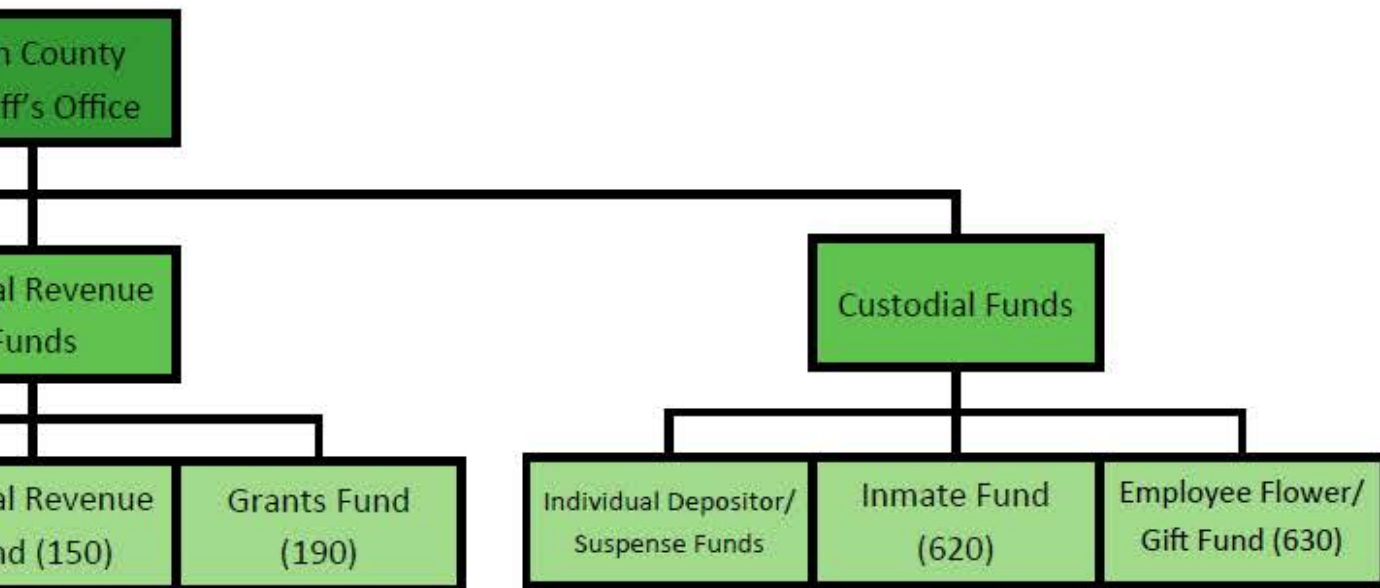 n County
ff's Office
al Revenue
Funds
Custodial Funds
al Revenue
nd (150)
Grants Fund
(190)
Individual Depositor/
Suspense Funds
Inmate Fund
(620)
Employee Flower/
Gift Fund (630)